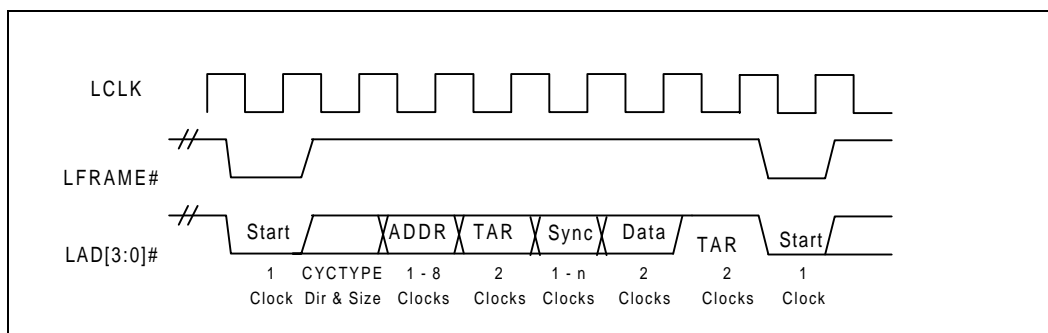 LCLK
LFRAME#
LAD[3:0]#
Start ADDR TAR Sync Data TAR Start
1 CYCTYPE 1 - 8 2 1 - n 2 2 1
Clock Dir & Size Clocks Clocks Clocks Clocks Clocks Clock